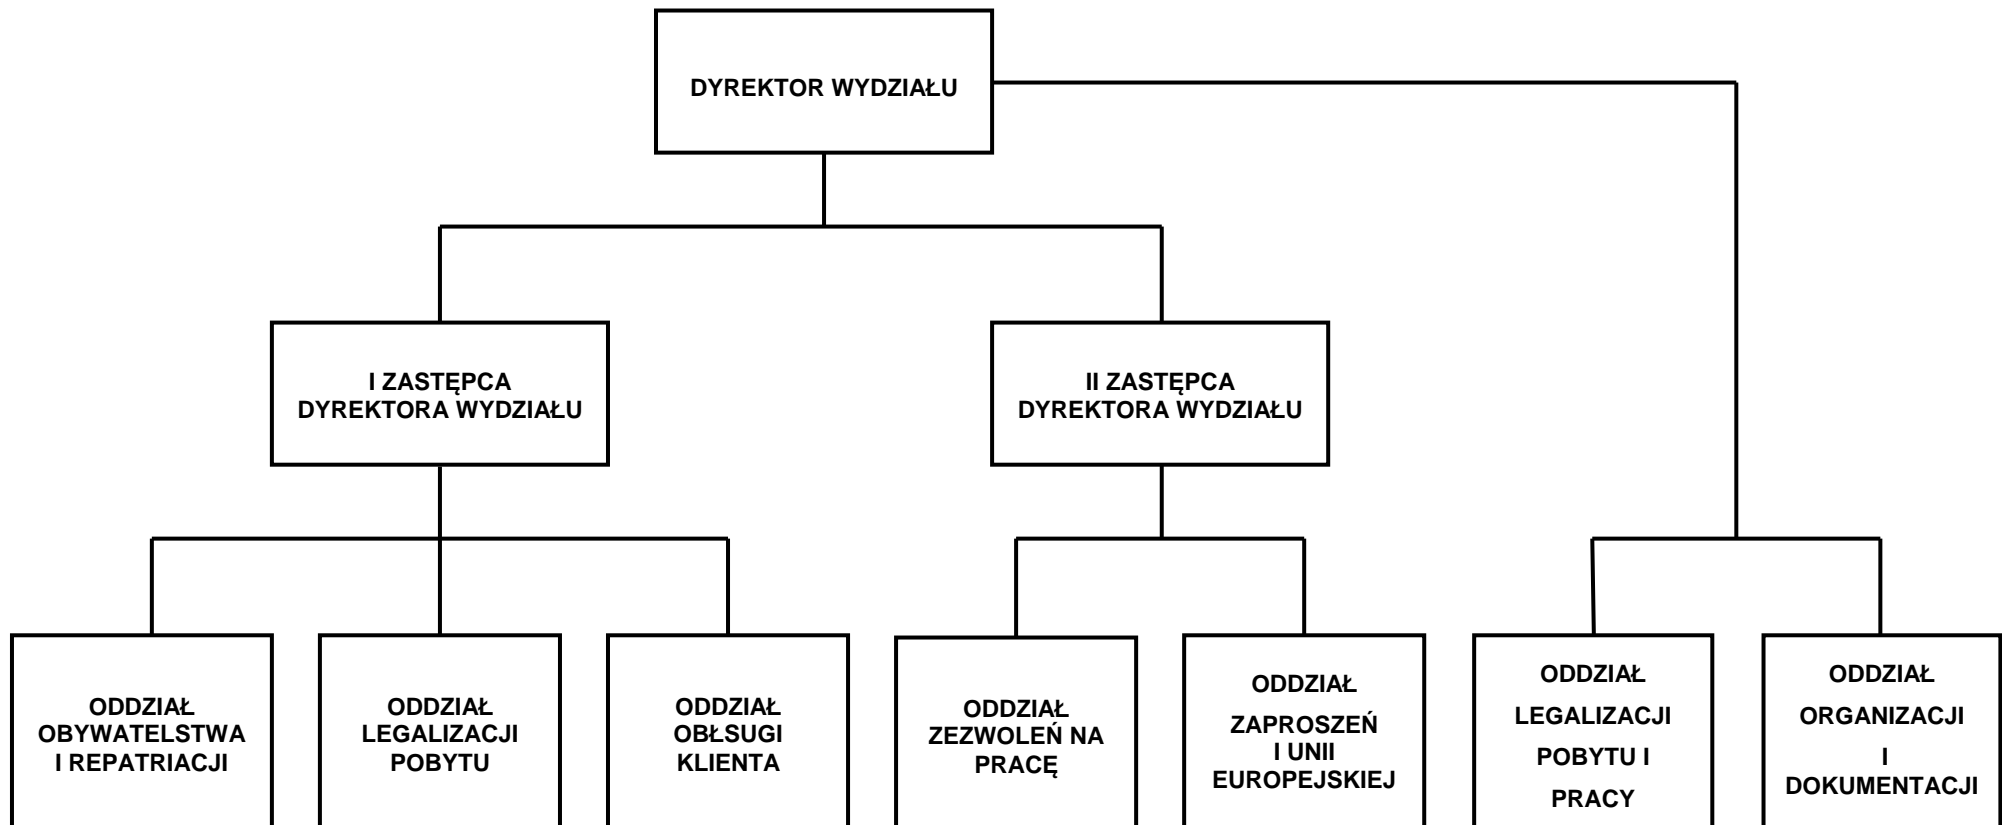 DYREKTOR WYDZIAŁU
I ZASTĘPCA
DYREKTORA WYDZIAŁU
II ZASTĘPCA
DYREKTORA WYDZIAŁU
ODDZIAŁ
OBYWATELSTWA
I REPATRIACJI
ODDZIAŁ
LEGALIZACJI
POBYTU
ODDZIAŁ
OBŁSUGI
KLIENTA
ODDZIAŁ
ZEZWOLEŃ NA
PRACĘ
ODDZIAŁ
ZAPROSZEŃ
I UNII
EUROPEJSKIEJ
ODDZIAŁ
LEGALIZACJI
POBYTU I
PRACY
ODDZIAŁ
ORGANIZACJI
I
DOKUMENTACJI